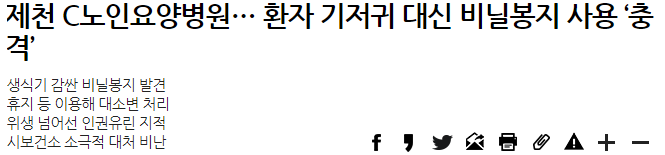 제천 C노인요양병원… 환자 기저귀 대신 비닐봉지 사용 ‘충
격’
생식기 감싼 비닐봉지 발견
휴지 등 이용해 대소변 처리
위생 넘어선 인권유린 지적
시보건소 소극적 대처 비난